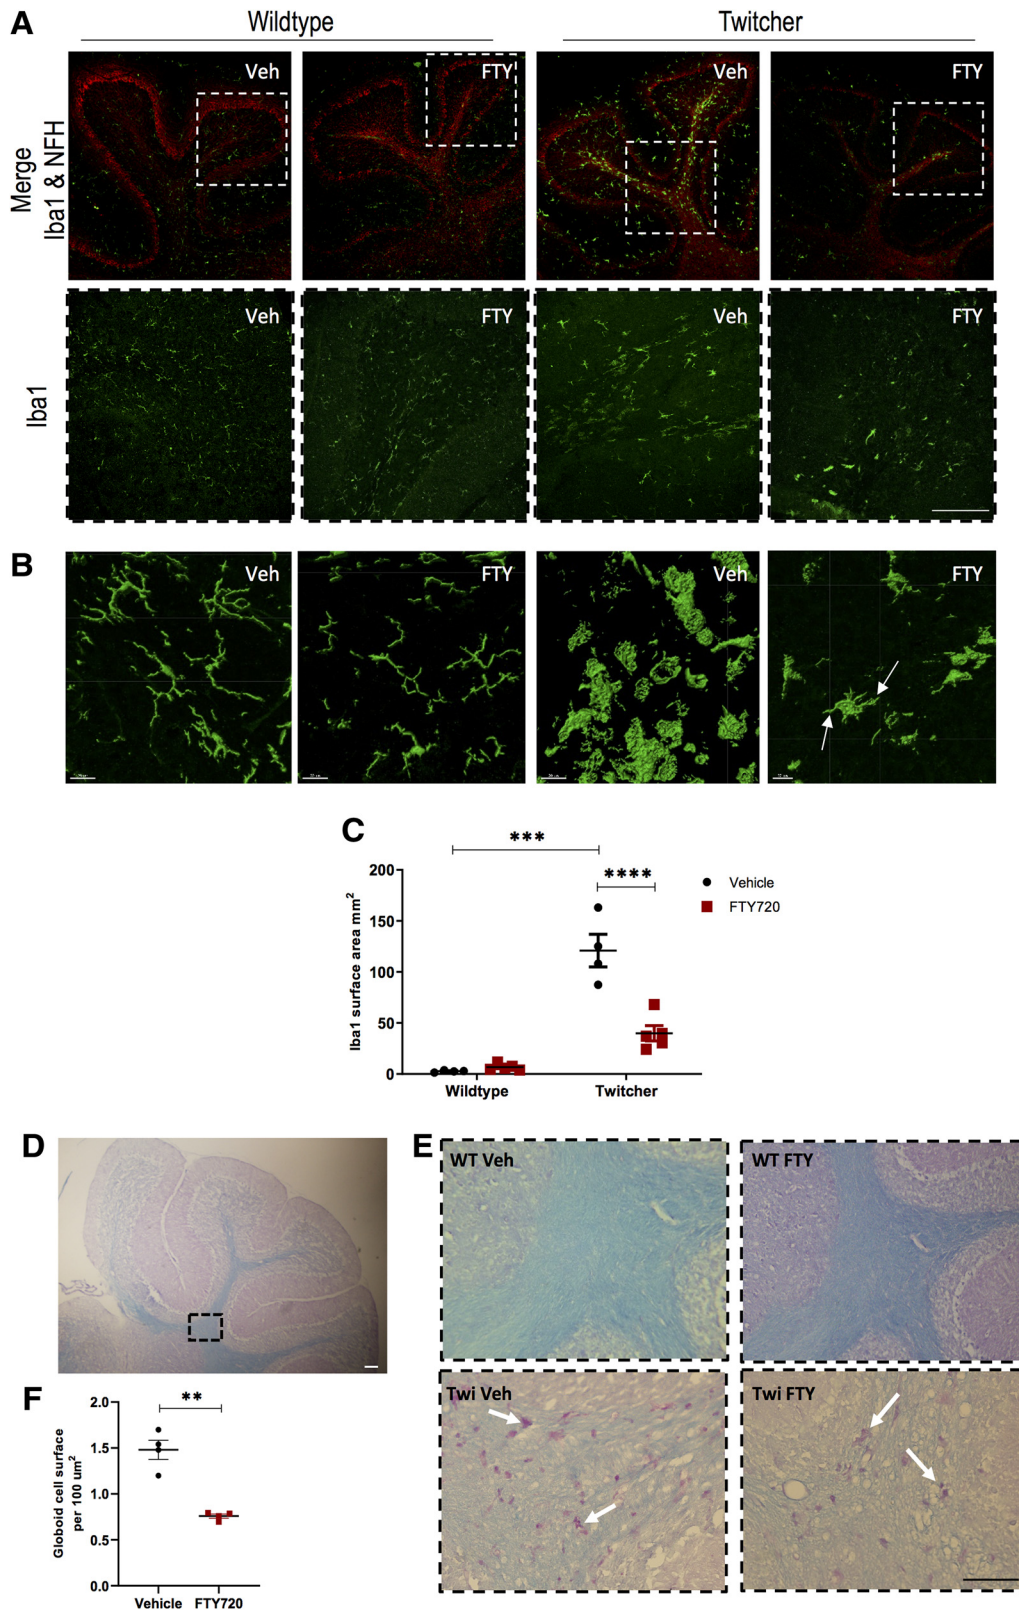 A
Wildtype
Twitcher
Merge
Iba1 & NFH
Veh
FTY
Veh
FTY
Iba1
Veh
FTY
Veh
FTY
B
Veh
FTY
Veh
FTY
C
***
****
Iba1 surface area mm²
200
150
100
50
0
Wildtype
Twitcher
Vehicle
FTY720
D
E
WT Veh
WT FTY
Twi Veh
Twi FTY
F
**
Globoid cell surface
per 100 um²
2.0
1.5
1.0
0.5
0.0
Vehicle
FTY720